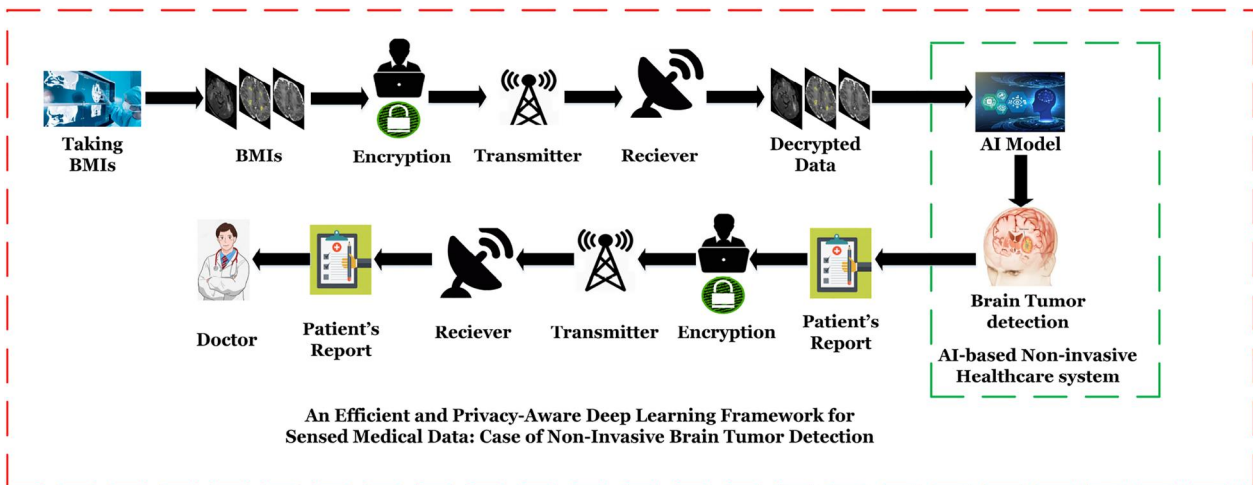 Taking
BMIs
BMIs
Encryption
Transmitter
Reciever
Decrypted
Data
AI Model
Doctor
Patient's
Report
Reciever
Transmitter
Encryption
Patient's
Report
Brain Tumor
detection
AI-based Non-invasive
Healthcare system
An Efficient and Privacy-Aware Deep Learning Framework for
Sensed Medical Data: Case of Non-Invasive Brain Tumor Detection